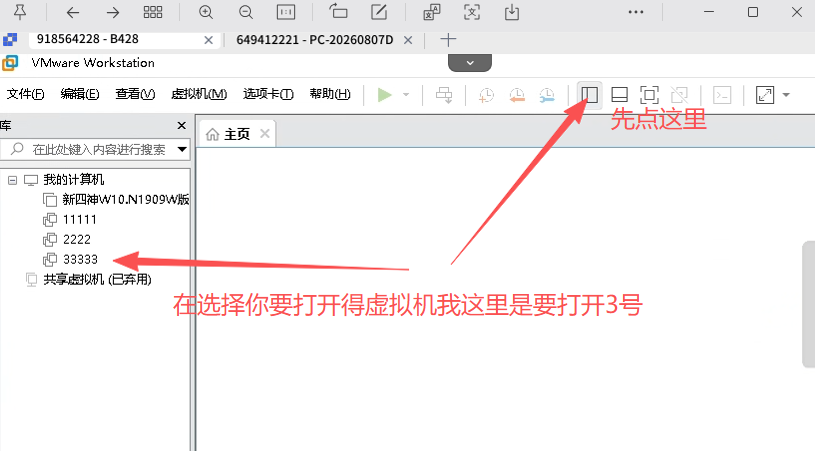 918564228 - B428
649412221 - PC-20260807D
VMware Workstation
文件(F) 编辑(E) 查看(V) 虚拟机(M) 选项卡(T) 帮助(H)
先点这里
库
主页
在此处键入内容进行搜索
我的计算机
新四神W10.N1909W版
11111
2222
33333
共享虚拟机 (已弃用)
在选择你要打开得虚拟机我这里是要打开3号